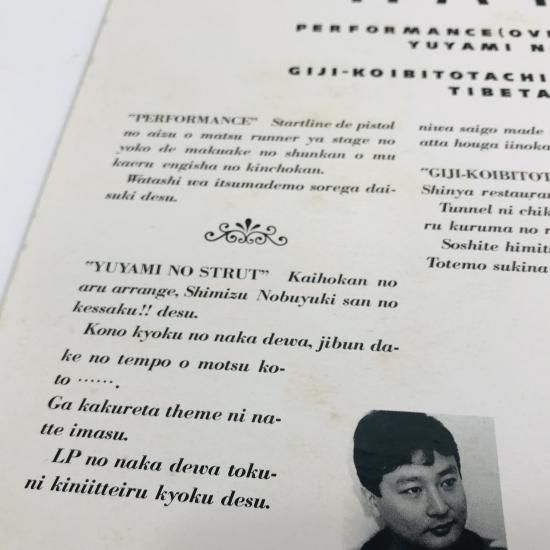 PERFORMANCE(OV
YUYAMI N
GIJI-KOIBITOTACHI
TIBETA
"PERFORMANCE" Startline de pistol
no aizu o matsu runner ya stage no
yoko de makuake no shunkan o mu
kaeru engisha no kinchokan.
Watashi wa itsumademo sorega dai-
suki desu.
"YUYAMI NO STRUT" Kaihokan no
aru arrange, Shimizu Nobuyuki san no
kessaku!! desu.
Kono kyoku no naka dewa, jibun da-
ke no tempo o motsu ko-
to ······.
Ga kakureta theme ni na-
tte imasu.
LP no naka dewa toku-
ni kiniitteiru kyoku desu.
niwa saigo made
atta houga iinoka
"GIJI-KOIBITOT
Shinya restaura
Tunnel ni chik
ru kuruma no
Soshite himit
Totemo sukina